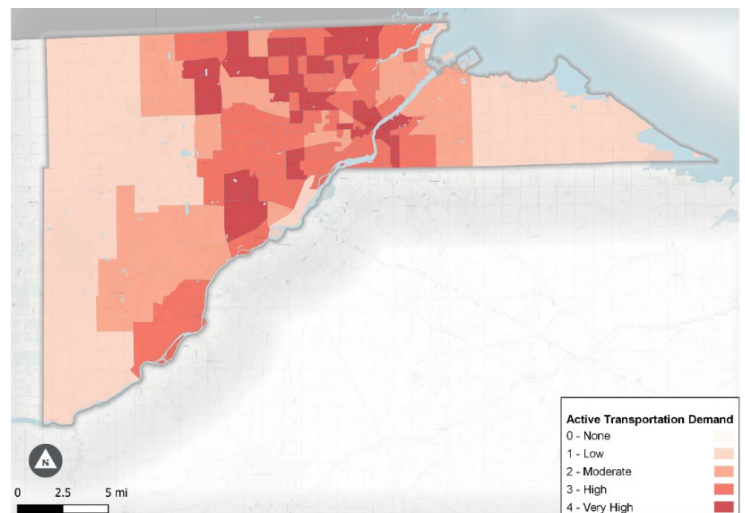 Active Transportation Demand
0 - None
1 - Low
2 - Moderate
3 - High
4 - Very High
N
0 2.5 5 mi